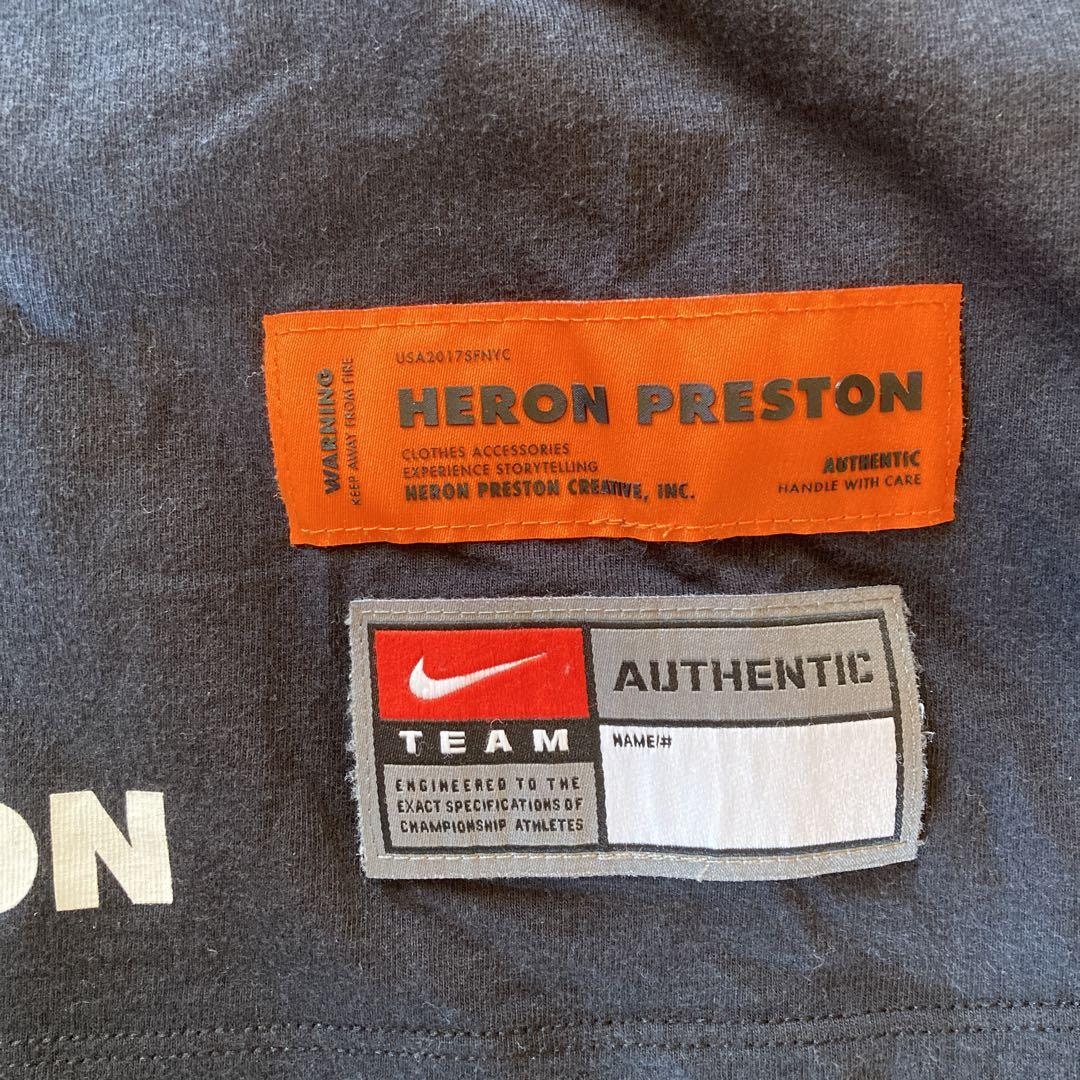 USA2017SFNYC
HERON PRESTON
WARNING
KEEP AWAY FROM FIRE
CLOTHES ACCESSORIES
EXPERIENCE STORYTELLING
HERON PRESTON CREATIVE, INC.
AUTHENTIC
HANDLE WITH CARE
TEAM
ENGINEERED TO THE
EXACT SPECIFICATIONS OF
CHAMPIONSHIP ATHLETES
AUTHENTIC
NAME/#
ON